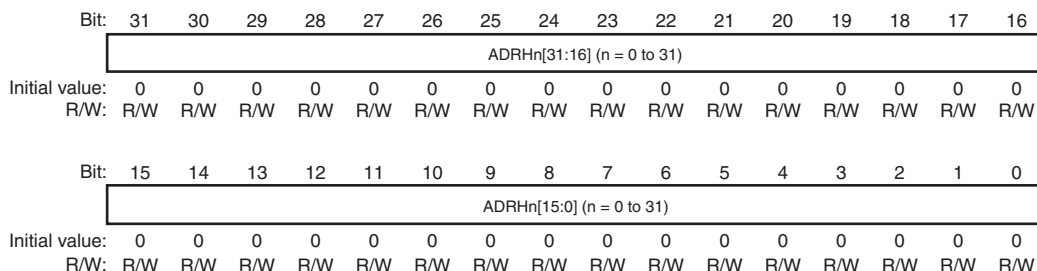 Bit: 31 30 29 28 27 26 25 24 23 22 21 20 19 18 17 16
ADRHn[31:16] (n = 0 to 31)
Initial value: 0 0 0 0 0 0 0 0 0 0 0 0 0 0 0 0
R/W: R/W R/W R/W R/W R/W R/W R/W R/W R/W R/W R/W R/W R/W R/W R/W R/W
Bit: 15 14 13 12 11 10 9 8 7 6 5 4 3 2 1 0
ADRHn[15:0] (n = 0 to 31)
Initial value: 0 0 0 0 0 0 0 0 0 0 0 0 0 0 0 0
R/W: R/W R/W R/W R/W R/W R/W R/W R/W R/W R/W R/W R/W R/W R/W R/W R/W